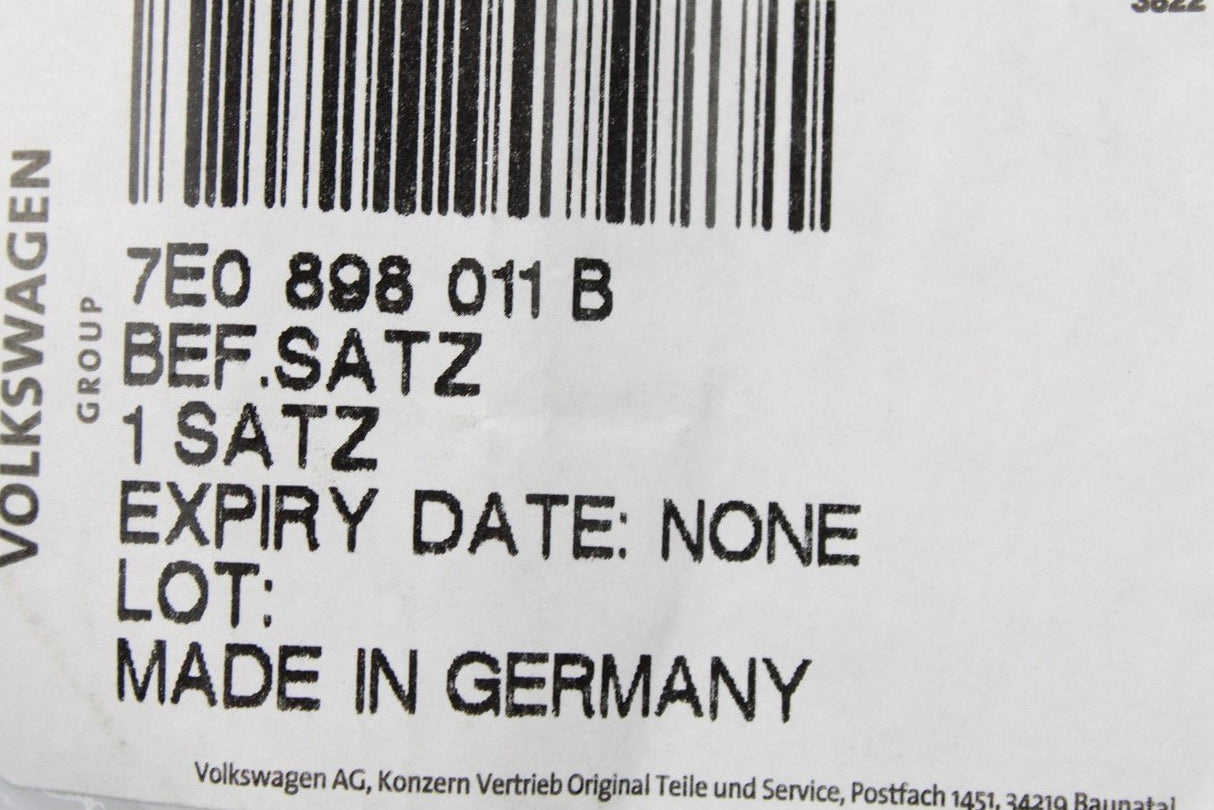 3822
VOLKSWAGEN
GROUP
7E0 898 011 B
BEF.SATZ
1 SATZ
EXPIRY DATE: NONE
LOT:
MADE IN GERMANY
Volkswagen AG, Konzern Vertrieb Original Teile und Service, Postfach 1451, 34219 Baunatal